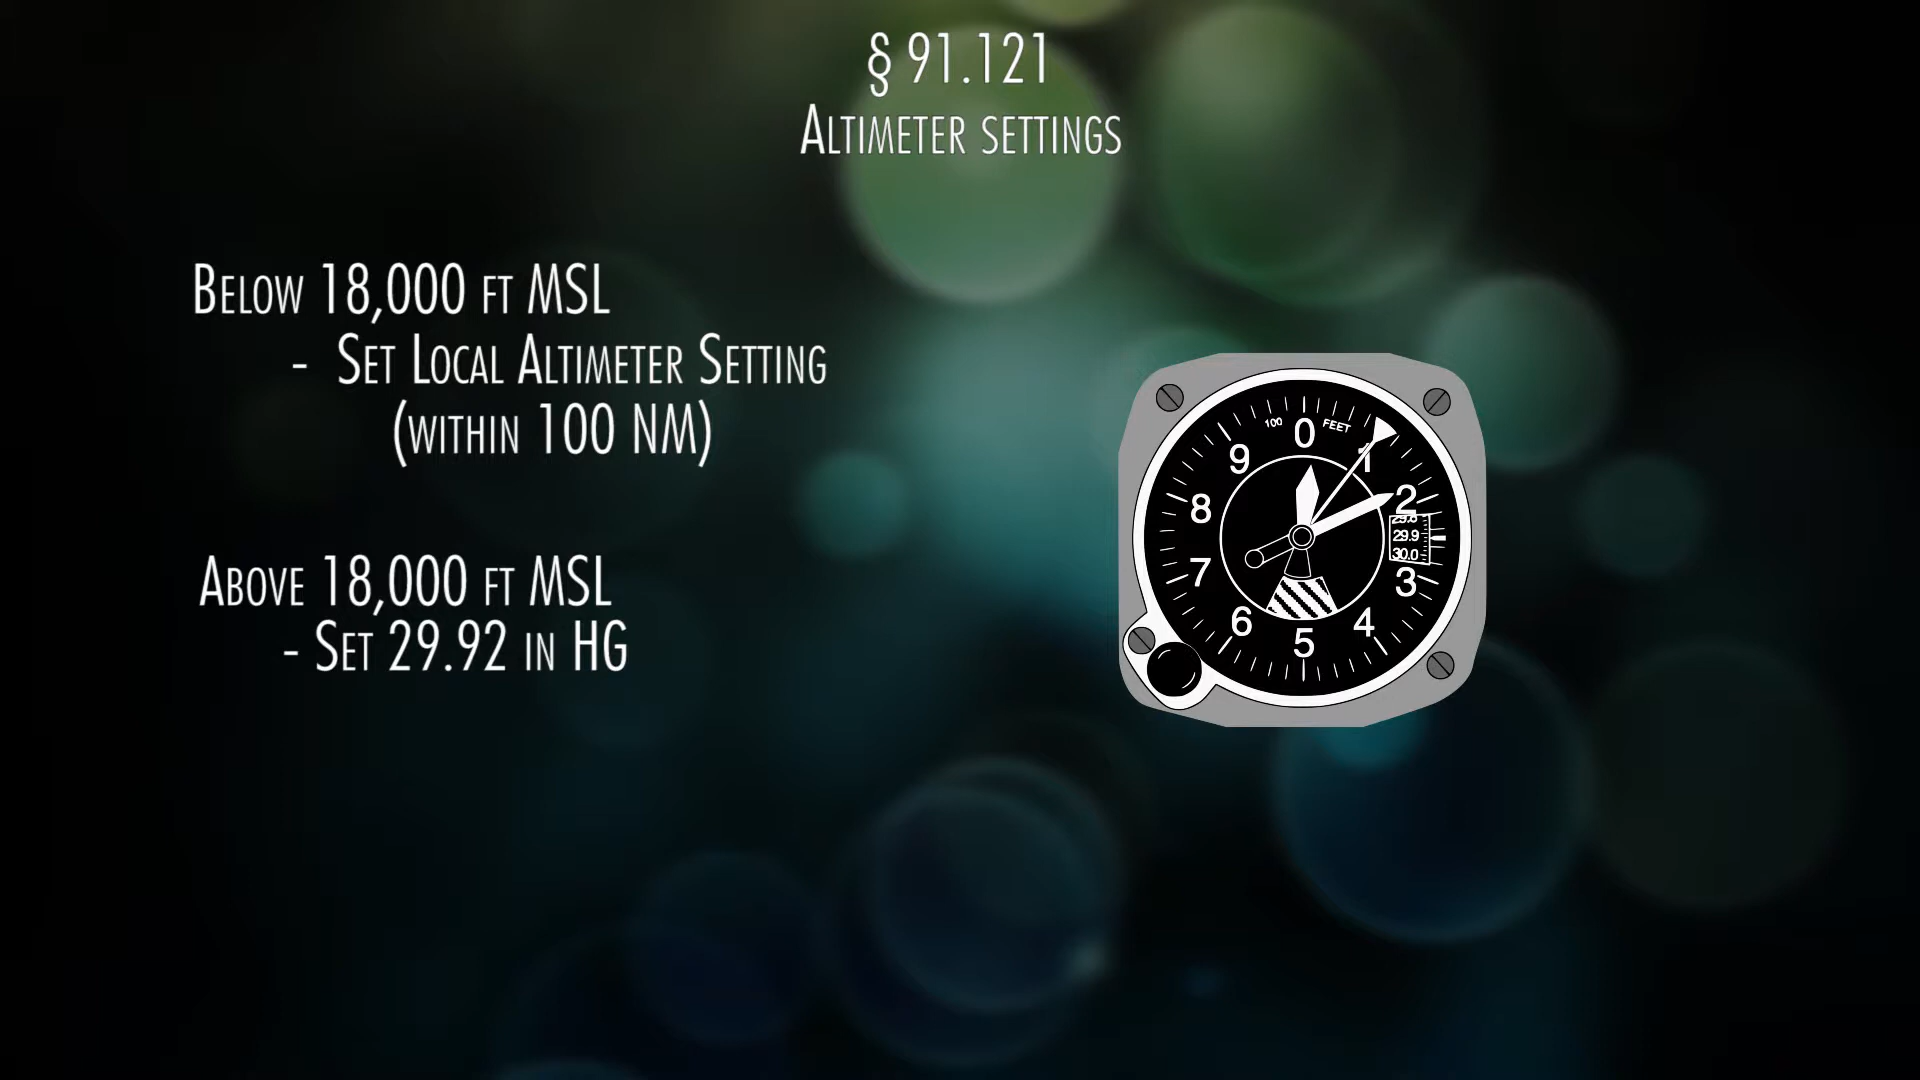 § 91.121
Altimeter settings
Below 18,000 ft MSL
- Set Local Altimeter Setting
(within 100 NM)
Above 18,000 ft MSL
- Set 29.92 in HG
100 FEET
0
1
2
3
4
5
6
7
8
9
29.8
29.9
30.0